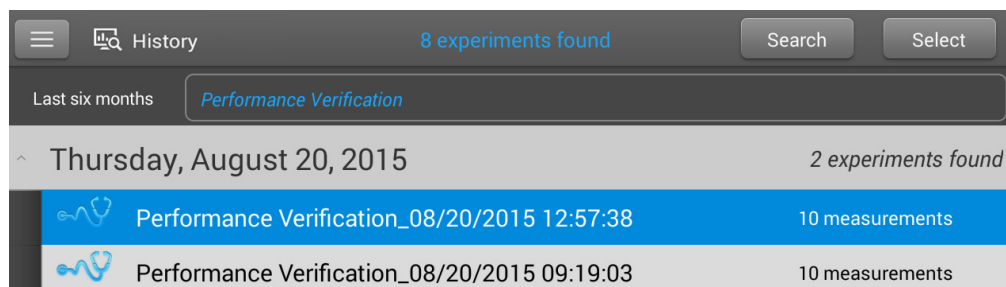 History 8 experiments found Search Select
Last six months Performance Verification
Thursday, August 20, 2015 2 experiments found
Performance Verification_08/20/2015 12:57:38 10 measurements
Performance Verification_08/20/2015 09:19:03 10 measurements